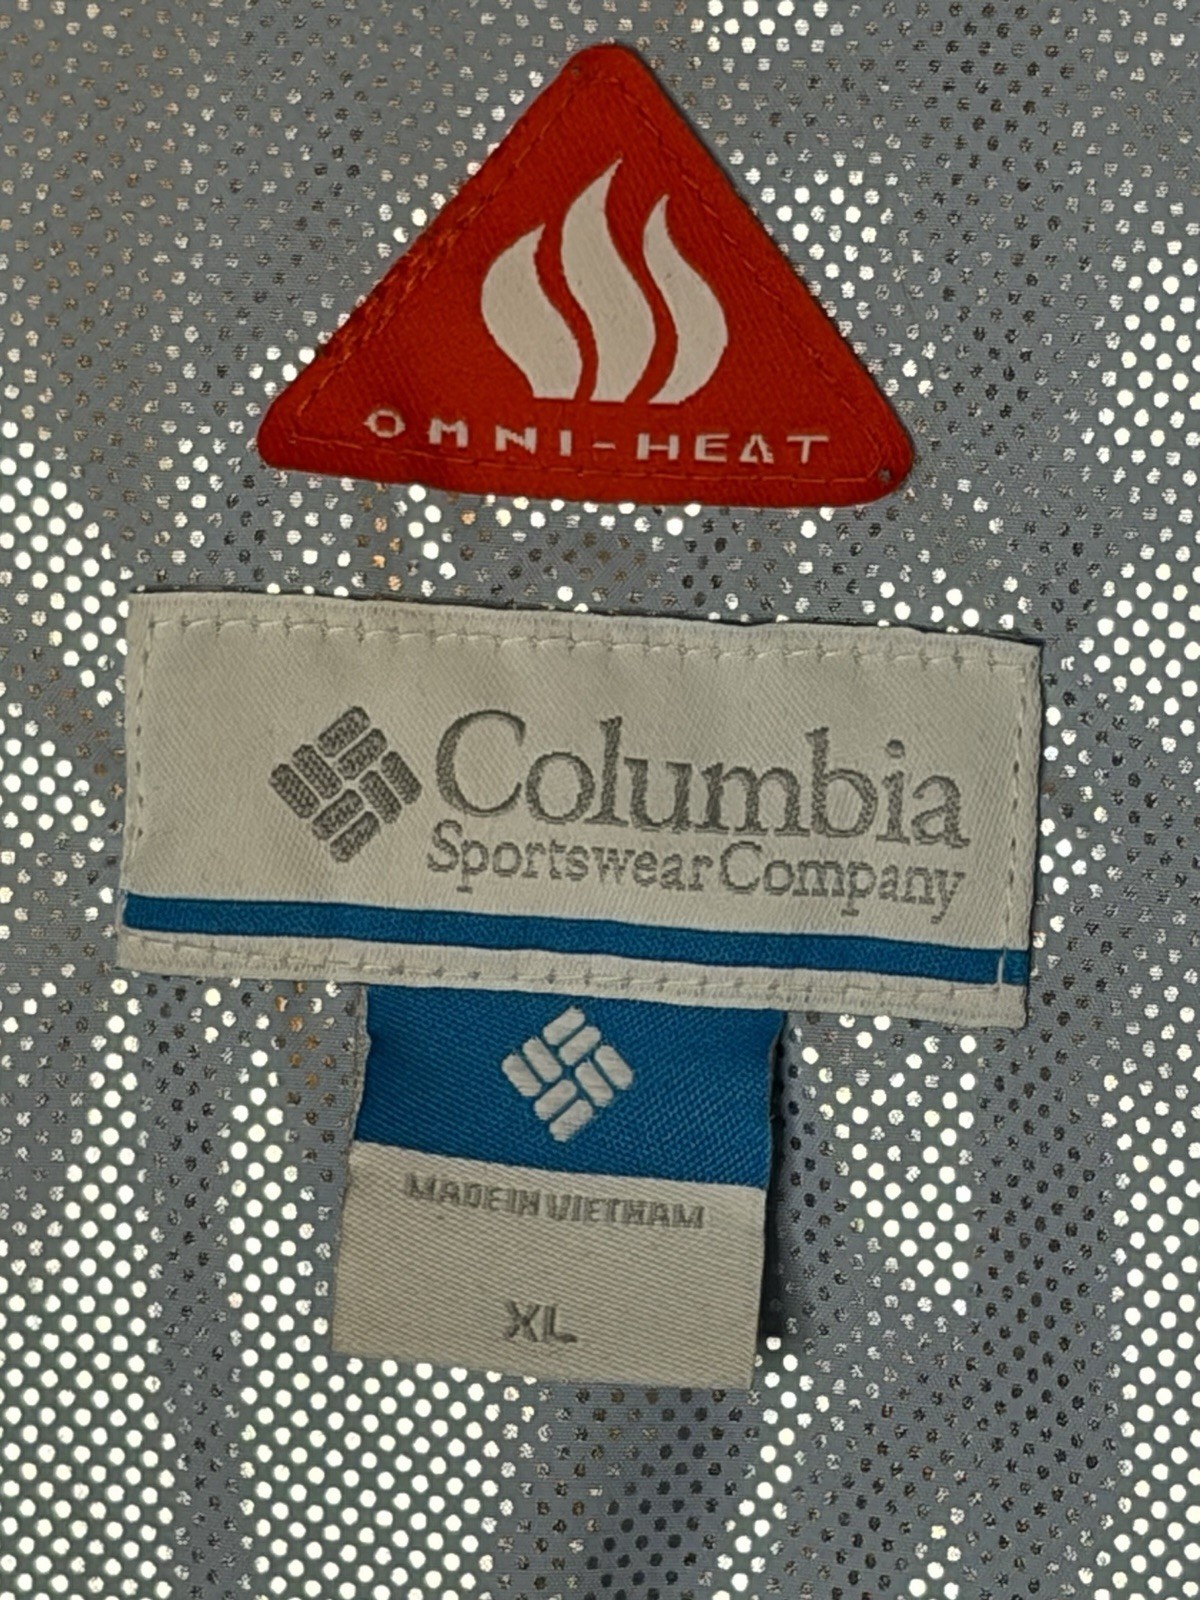 OMNI-HEAT
Columbia
Sportswear Company
MADE IN VIETNAM
XL